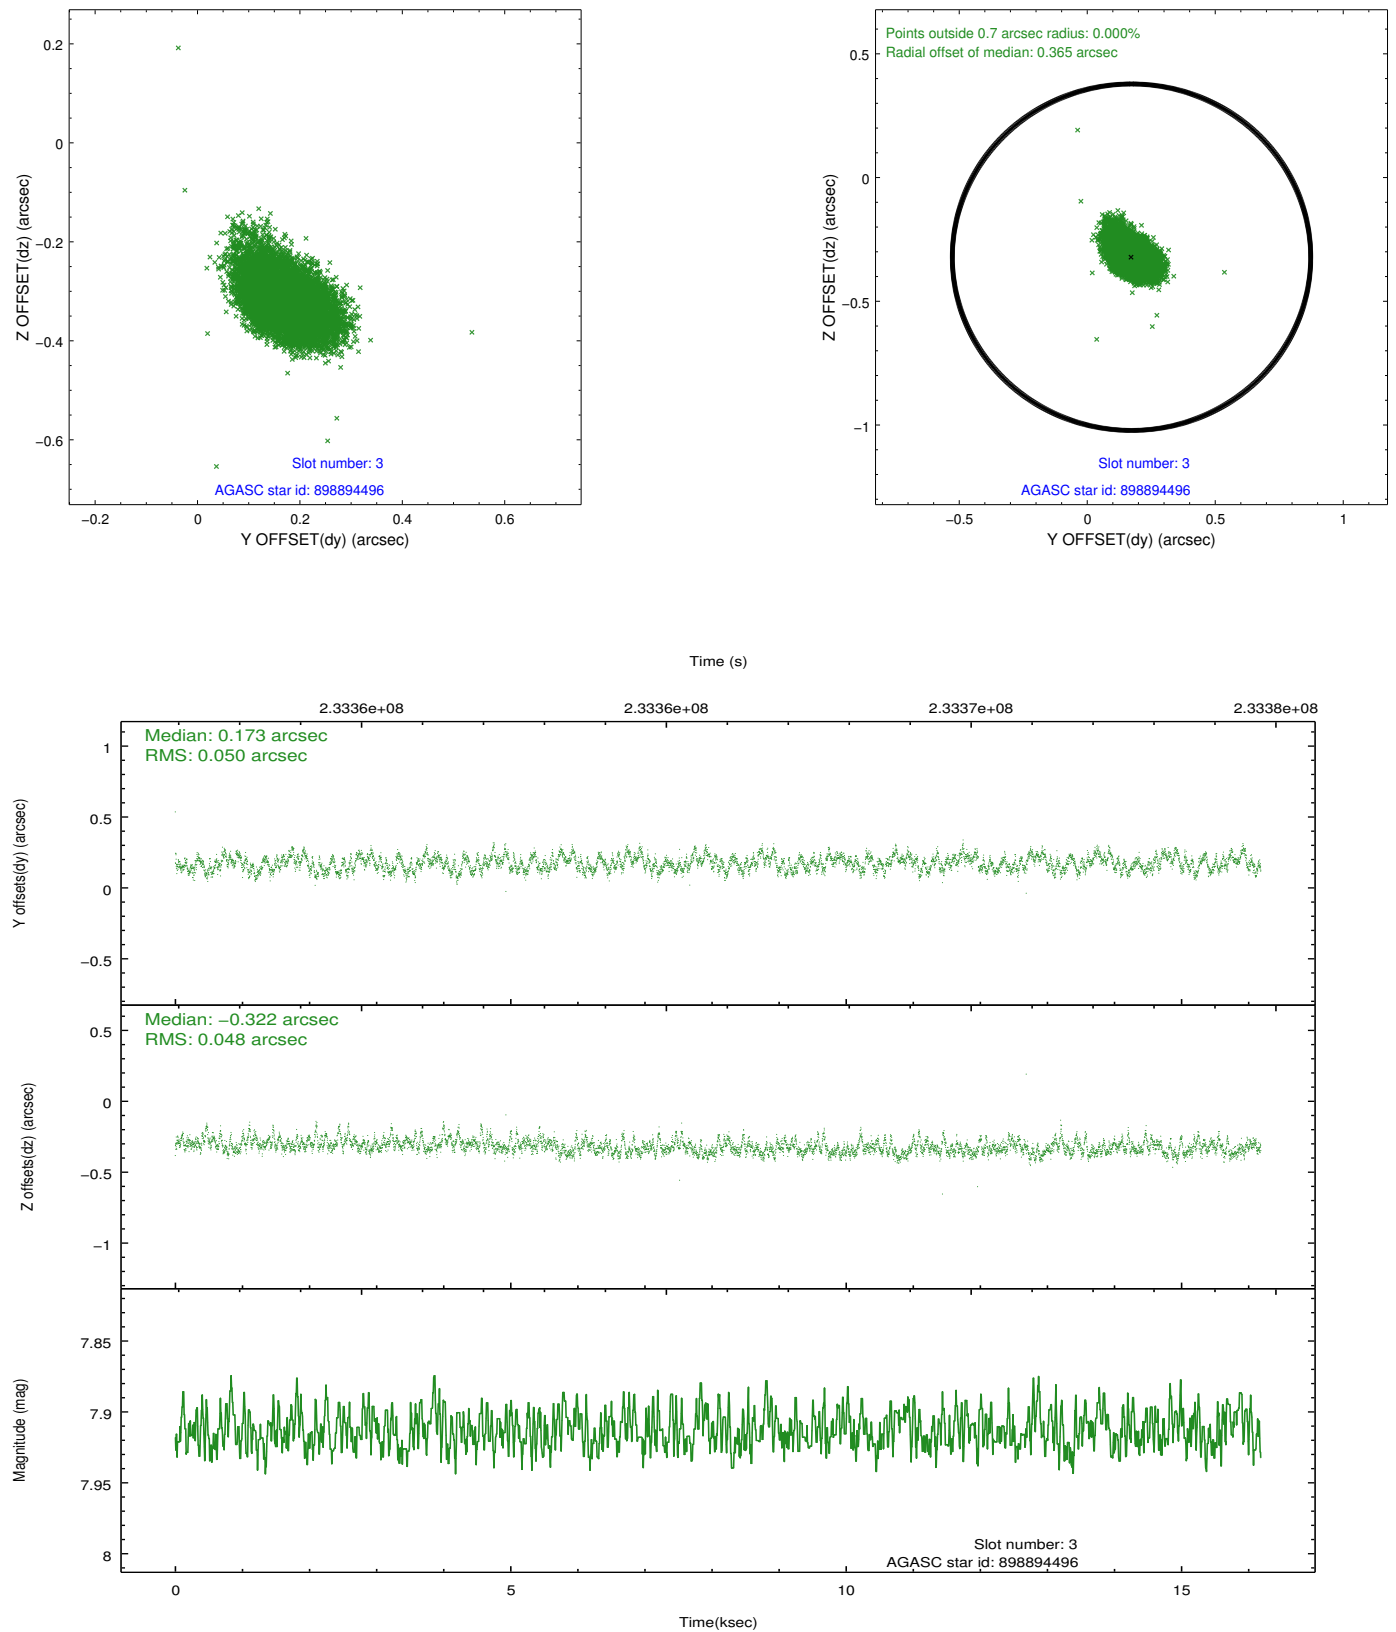 0.2
0
−0.2
−0.4
−0.6
Z OFFSET(dz) (arcsec)
Slot number: 3
AGASC star id: 898894496
−0.2
0
0.2
0.4
0.6
Y OFFSET(dy) (arcsec)
Points outside 0.7 arcsec radius: 0.000%
Radial offset of median: 0.365 arcsec
0.5
0
−0.5
−1
Z OFFSET(dz) (arcsec)
Slot number: 3
AGASC star id: 898894496
−0.5
0
0.5
1
Y OFFSET(dy) (arcsec)
Time (s)
2.3336e+08
2.3336e+08
2.3337e+08
2.3338e+08
Median: 0.173 arcsec
RMS: 0.050 arcsec
1
0.5
0
−0.5
Y offsets(dy) (arcsec)
Median: −0.322 arcsec
RMS: 0.048 arcsec
0.5
0
−0.5
−1
Z offsets(dz) (arcsec)
7.85
7.9
7.95
8
Magnitude (mag)
Slot number: 3
AGASC star id: 898894496
0
5
10
15
Time(ksec)